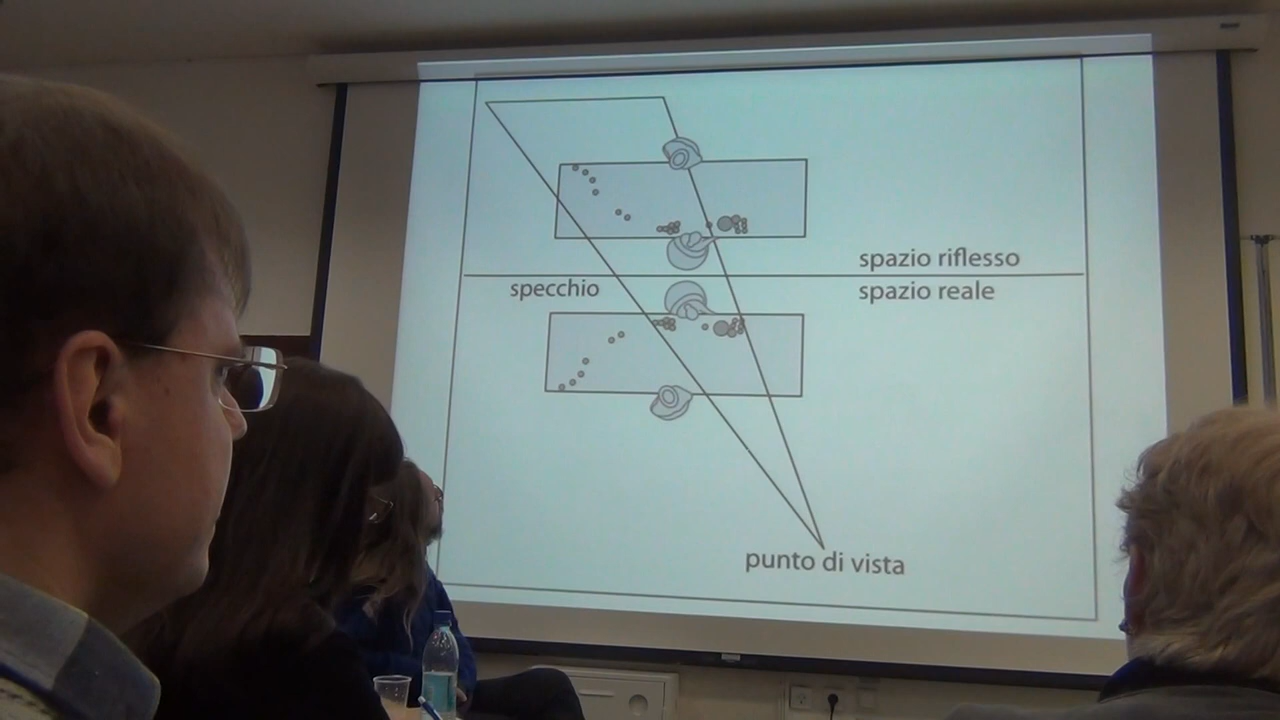 spazio riflesso
specchio
spazio reale
punto di vista